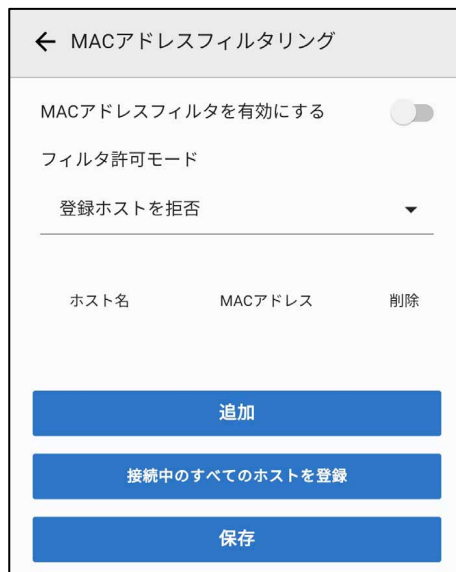 MACアドレスフィルタリング
MACアドレスフィルタを有効にする
フィルタ許可モード
登録ホストを拒否
ホスト名 MACアドレス 削除
追加
接続中のすべてのホストを登録
保存